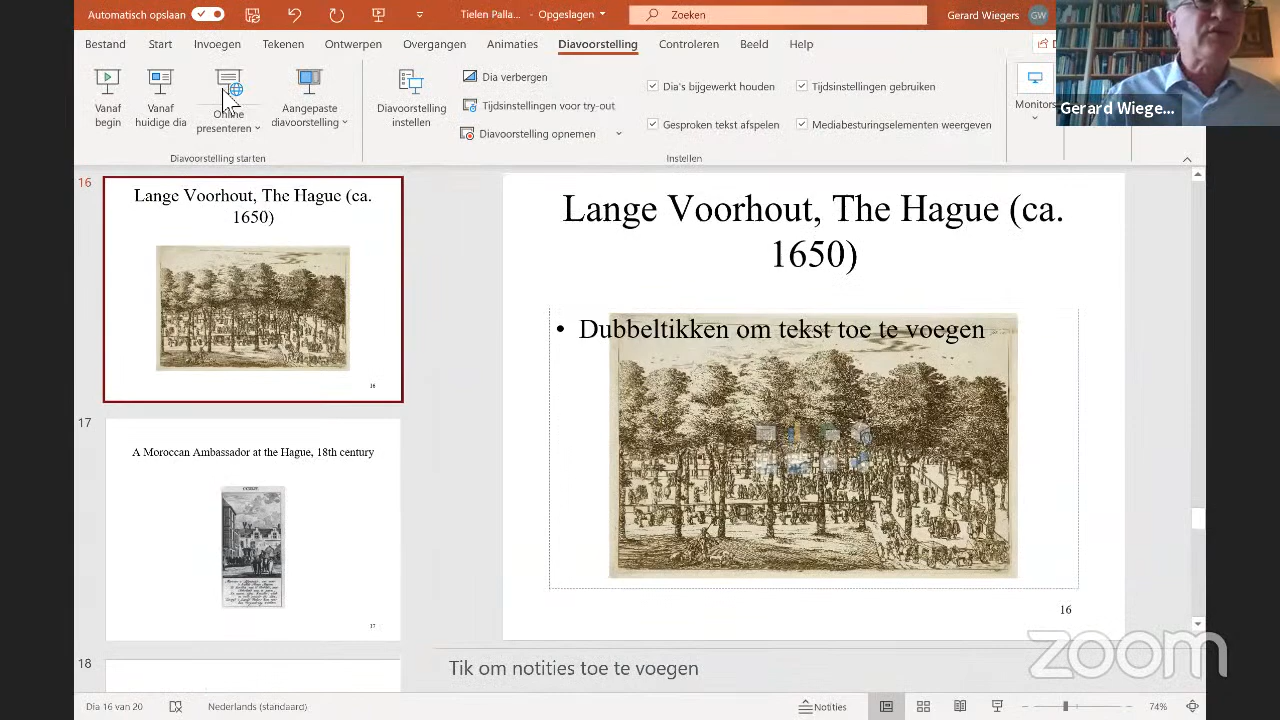 Automatisch opslaan
Tielen Palla... - Opgeslagen
Zoeken
Gerard Wiegers GW
Bestand Start Invoegen Tekenen Ontwerpen Overgangen Animaties Diavoorstelling Controleren Beeld Help
Vanaf begin
Vanaf huidige dia
Online presenteren
Aangepaste diavoorstelling
Diavoorstelling instellen
Dia verbergen
Tijdsinstellingen voor try-out
Diavoorstelling opnemen
Dia's bijgewerkt houden
Tijdsinstellingen gebruiken
Gesproken tekst afspelen
Mediabesturingselementen weergeven
Monitors
Diavoorstelling starten
Instellen
Gerard Wiege...
16
Lange Voorhout, The Hague (ca.
1650)
16
17
A Moroccan Ambassador at the Hague, 18th century
17
18
Lange Voorhout, The Hague (ca.
1650)
• Dubbeltikken om tekst toe te voegen
16
Tik om notities toe te voegen
zoom
Dia 16 van 20
Nederlands (standaard)
Notities
74%